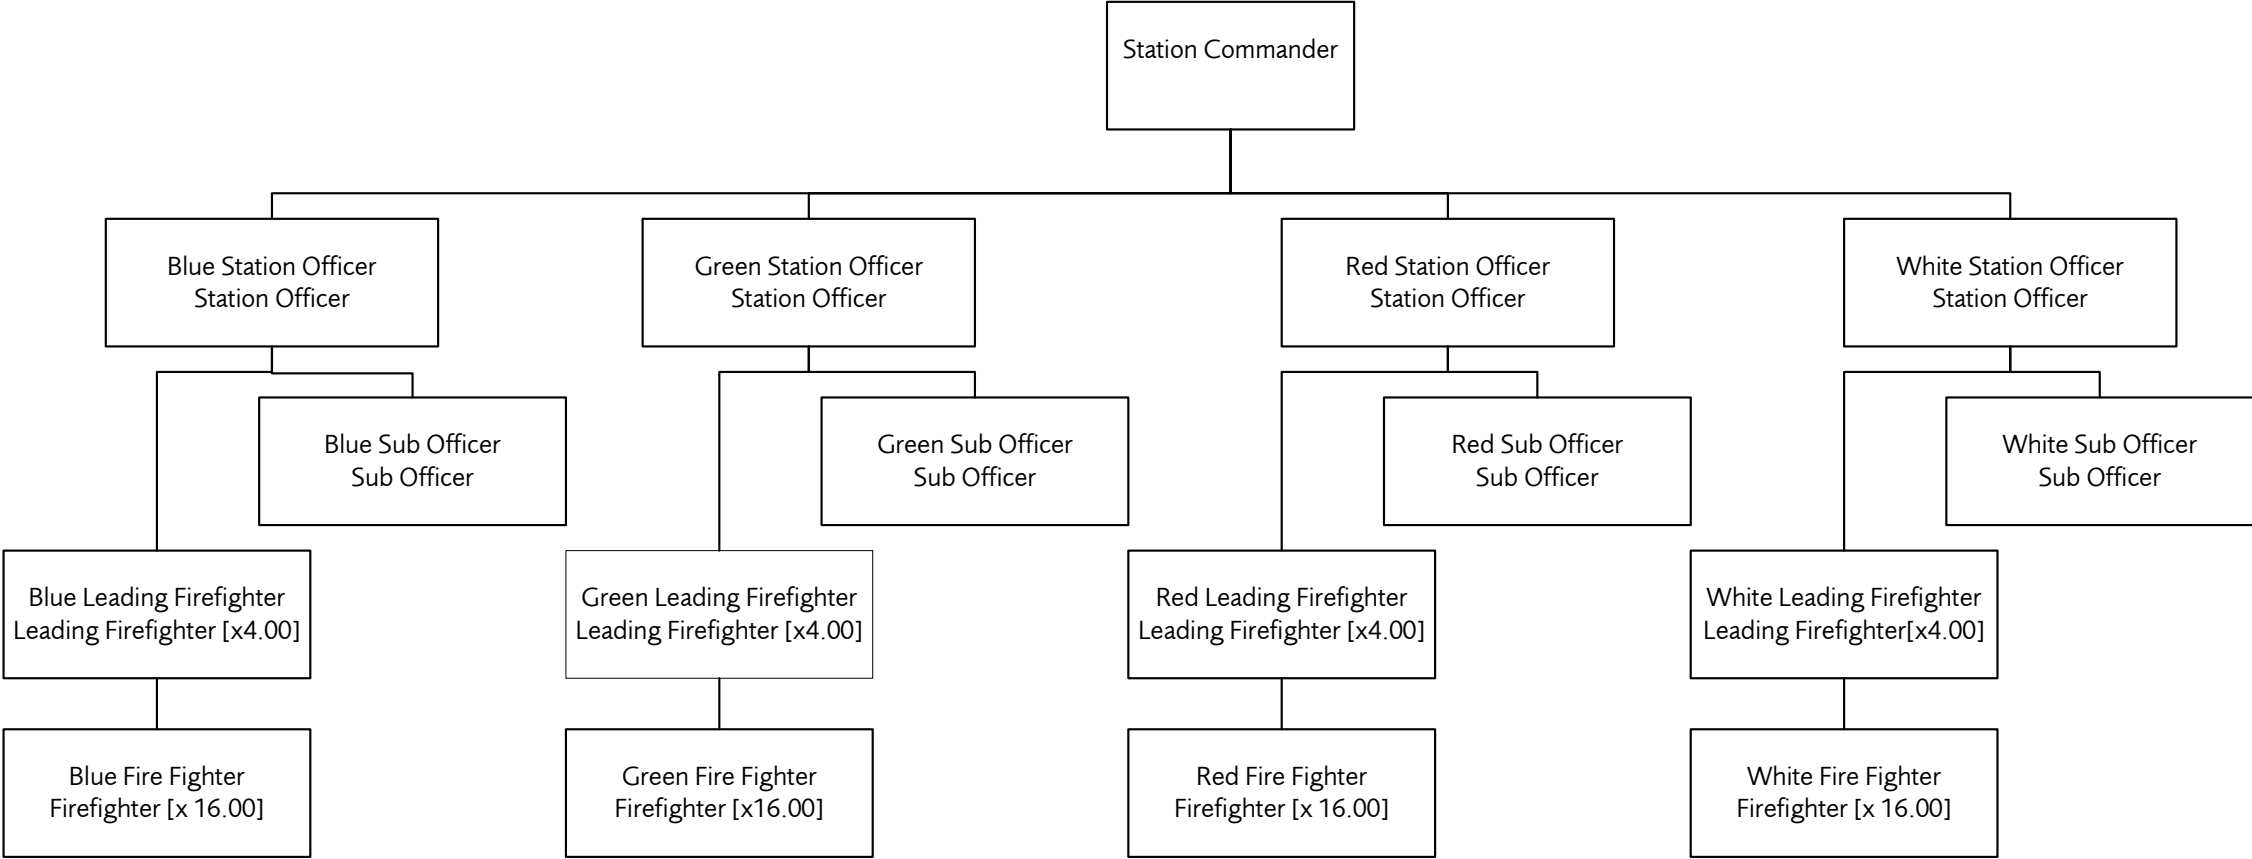 Station Commander
Blue Station Officer
Station Officer
Green Station Officer
Station Officer
Red Station Officer
Station Officer
White Station Officer
Station Officer
Blue Sub Officer
Sub Officer
Green Sub Officer
Sub Officer
Red Sub Officer
Sub Officer
White Sub Officer
Sub Officer
Blue Leading Firefighter
Leading Firefighter [x4.00]
Green Leading Firefighter
Leading Firefighter [x4.00]
Red Leading Firefighter
Leading Firefighter [x4.00]
White Leading Firefighter
Leading Firefighter[x4.00]
Blue Fire Fighter
Firefighter [x 16.00]
Green Fire Fighter
Firefighter [x16.00]
Red Fire Fighter
Firefighter [x 16.00]
White Fire Fighter
Firefighter [x 16.00]